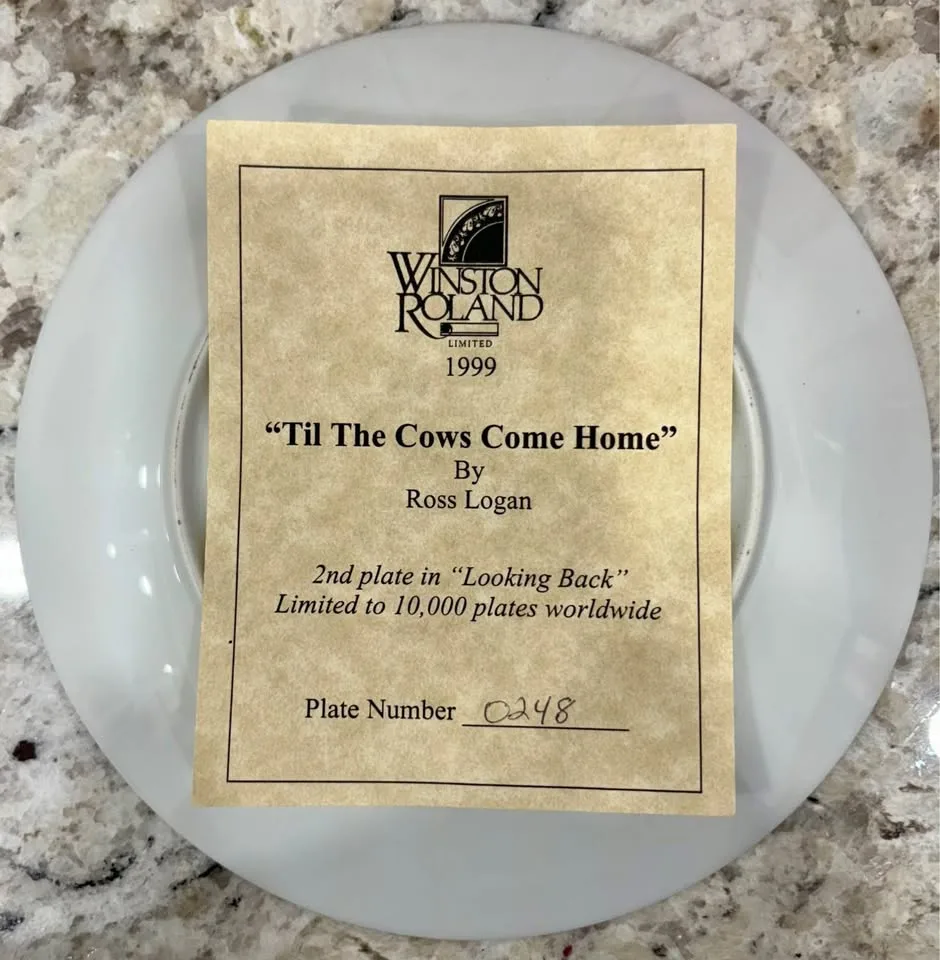 WINSTON
ROLAND
LIMITED
1999
“Til The Cows Come Home”
By
Ross Logan
2nd plate in “Looking Back”
Limited to 10,000 plates worldwide
Plate Number 0248